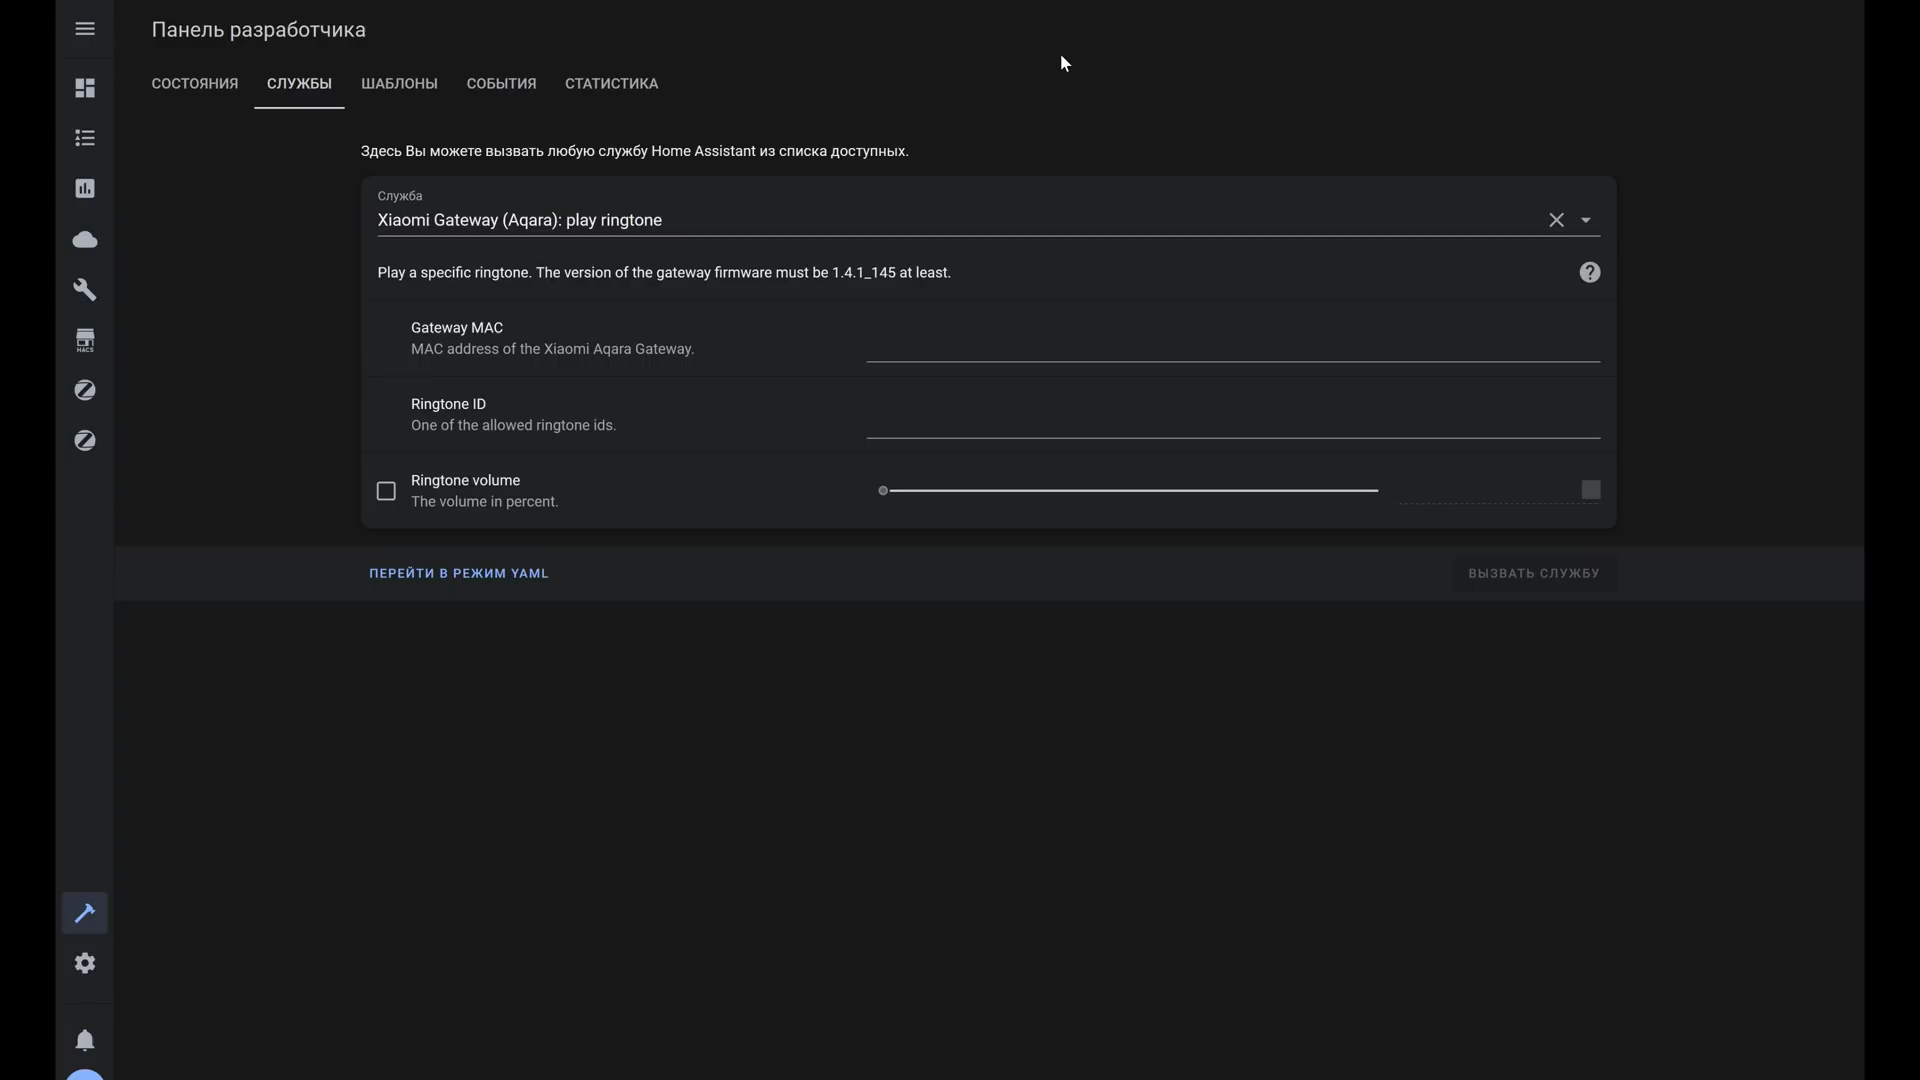 Панель разработчика
СОСТОЯНИЯ СЛУЖБЫ ШАБЛОНЫ СОБЫТИЯ СТАТИСТИКА
Здесь Вы можете вызвать любую службу Home Assistant из списка доступных.
Служба
Xiaomi Gateway (Aqara): play ringtone
Play a specific ringtone. The version of the gateway firmware must be 1.4.1_145 at least.
Gateway MAC
MAC address of the Xiaomi Aqara Gateway.
Ringtone ID
One of the allowed ringtone ids.
Ringtone volume
The volume in percent.
ПЕРЕЙТИ В РЕЖИМ YAML ВЫЗВАТЬ СЛУЖБУ
HACS